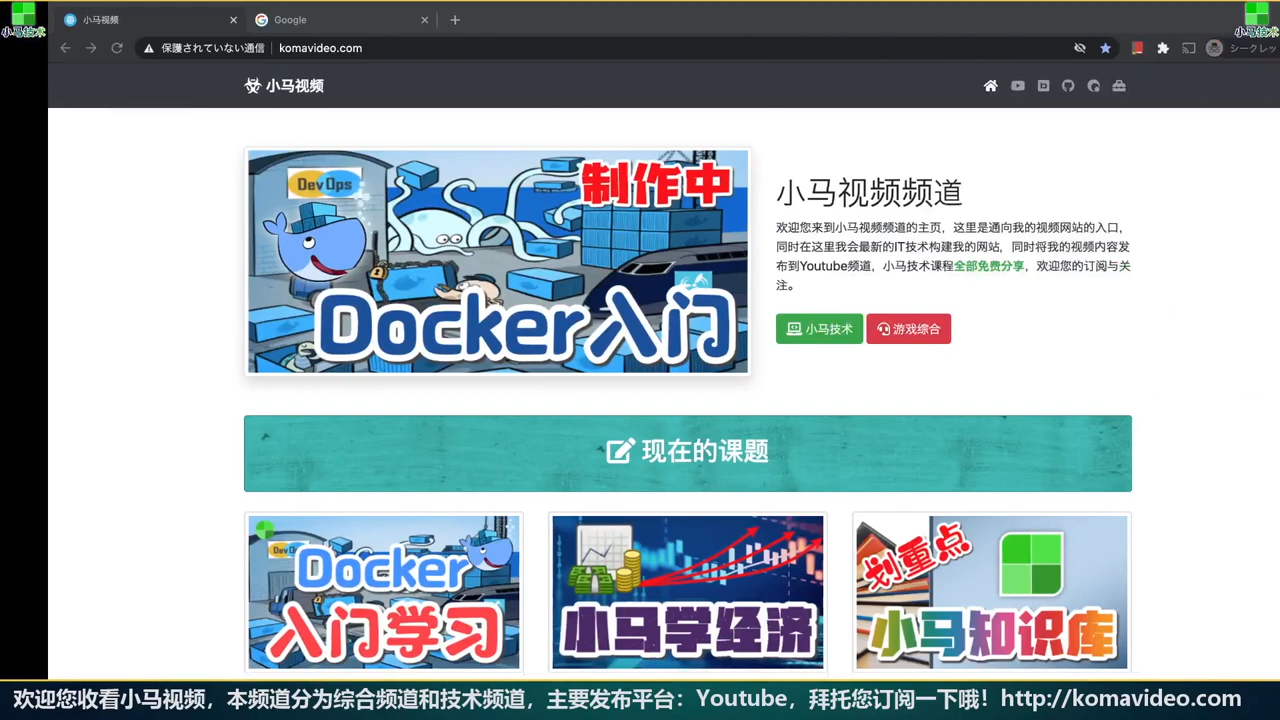 小马技术
小马视频
Google
小马技术
保護されていない通信
komavideo.com
シークレッ
小马视频
DevOps
制作中
Docker入门
小马视频频道
欢迎您来到小马视频频道的主页，这里是通向我的视频网站的入口，
同时在这里我会最新的IT技术构建我的网站，同时将我的视频内容发
布到Youtube频道，小马技术课程全部免费分享，欢迎您的订阅与关
注。
小马技术
游戏综合
现在的课题
Docker
入门学习
小马学经济
划重点
小马知识库
欢迎您收看小马视频，本频道分为综合频道和技术频道，主要发布平台：Youtube，拜托您订阅一下哦！http://komavideo.com